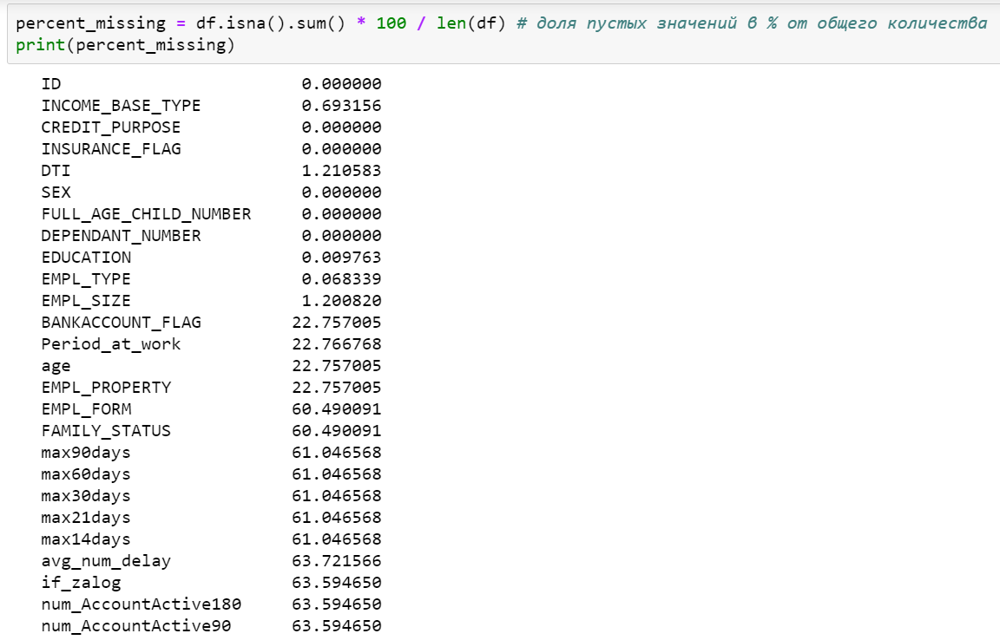 percent_missing = df.isna().sum() * 100 / len(df) # доля пустых значений в % от общего количества
print(percent_missing)
ID 0.000000
INCOME_BASE_TYPE 0.693156
CREDIT_PURPOSE 0.000000
INSURANCE_FLAG 0.000000
DTI 1.210583
SEX 0.000000
FULL_AGE_CHILD_NUMBER 0.000000
DEPENDANT_NUMBER 0.000000
EDUCATION 0.009763
EMPL_TYPE 0.068339
EMPL_SIZE 1.200820
BANKACCOUNT_FLAG 22.757005
Period_at_work 22.766768
age 22.757005
EMPL_PROPERTY 22.757005
EMPL_FORM 60.490091
FAMILY_STATUS 60.490091
max90days 61.046568
max60days 61.046568
max30days 61.046568
max21days 61.046568
max14days 61.046568
avg_num_delay 63.721566
if_zalog 63.594650
num_AccountActive180 63.594650
num_AccountActive90 63.594650